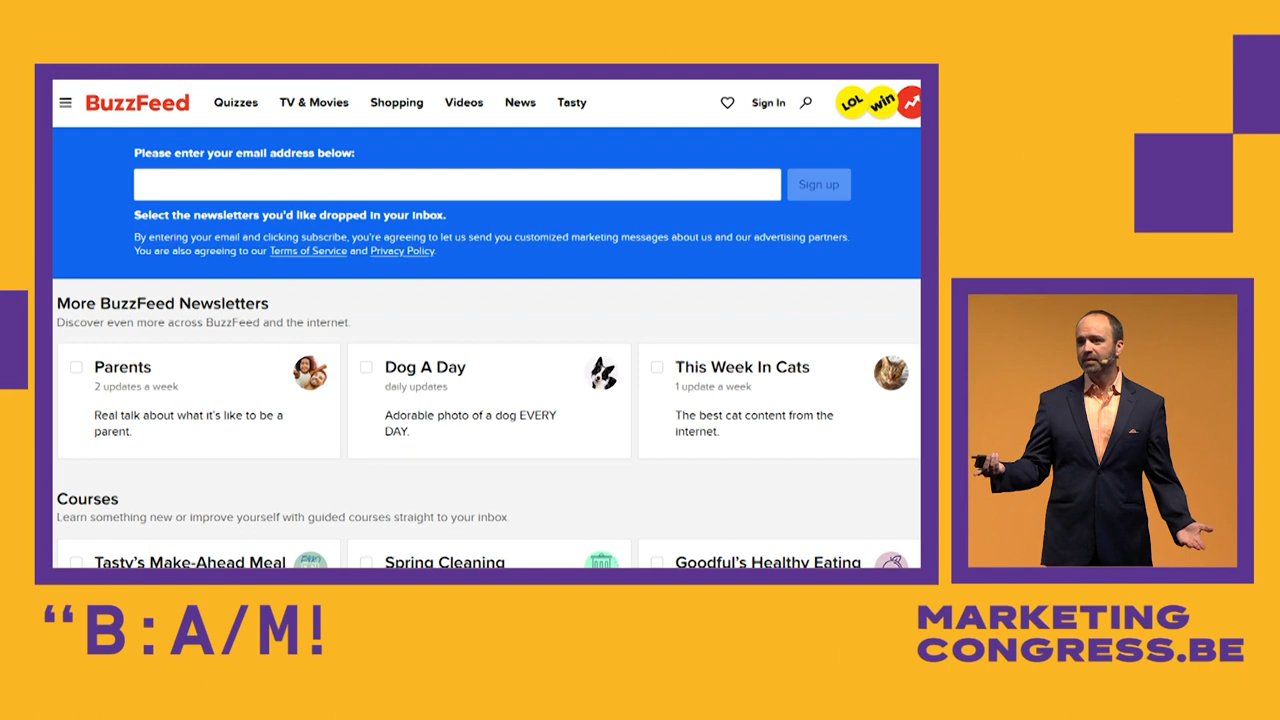 BuzzFeed Quizzes TV & Movies Shopping Videos News Tasty Sign In LOL win
Please enter your email address below:
Sign up
Select the newsletters you'd like dropped in your inbox.
By entering your email and clicking subscribe, you're agreeing to let us send you customized marketing messages about us and our advertising partners.
You are also agreeing to our Terms of Service and Privacy Policy.
More BuzzFeed Newsletters
Discover even more across BuzzFeed and the internet.
Parents
2 updates a week
Real talk about what it's like to be a
parent.
Dog A Day
daily updates
Adorable photo of a dog EVERY
DAY.
This Week In Cats
1 update a week
The best cat content from the
internet.
Courses
Learn something new or improve yourself with guided courses straight to your inbox
Tasty's Make-Ahead Meal
Spring Cleaning
Goodful's Healthy Eating
“B:A/M!
MARKETING
CONGRESS.BE